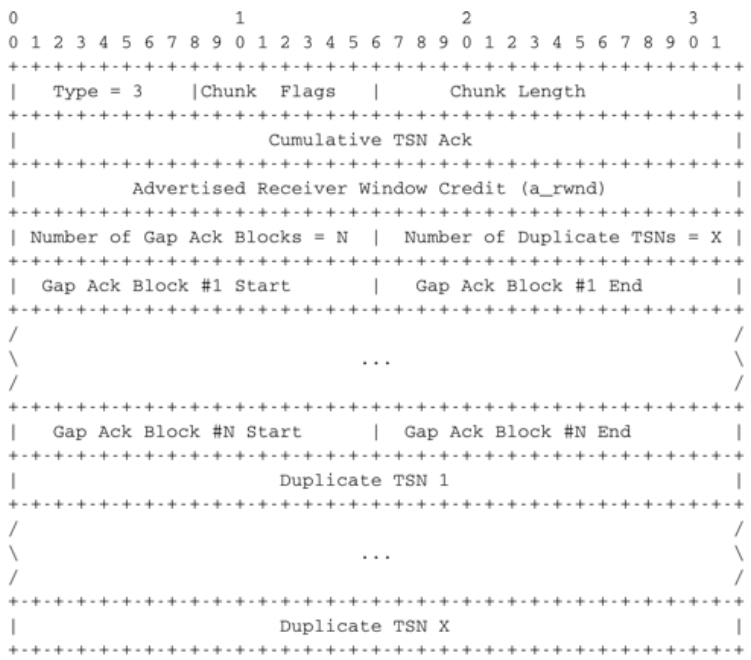 0                   1                   2                   3
0 1 2 3 4 5 6 7 8 9 0 1 2 3 4 5 6 7 8 9 0 1 2 3 4 5 6 7 8 9 0 1
+-+-+-+-+-+-+-+-+-+-+-+-+-+-+-+-+-+-+-+-+-+-+-+-+-+-+-+-+-+-+-+-+
|   Type = 3    |Chunk  Flags   |      Chunk Length             |
+-+-+-+-+-+-+-+-+-+-+-+-+-+-+-+-+-+-+-+-+-+-+-+-+-+-+-+-+-+-+-+-+
|                      Cumulative TSN Ack                       |
+-+-+-+-+-+-+-+-+-+-+-+-+-+-+-+-+-+-+-+-+-+-+-+-+-+-+-+-+-+-+-+-+
|          Advertised Receiver Window Credit (a_rwnd)           |
+-+-+-+-+-+-+-+-+-+-+-+-+-+-+-+-+-+-+-+-+-+-+-+-+-+-+-+-+-+-+-+-+
| Number of Gap Ack Blocks = N  |  Number of Duplicate TSNs = X |
+-+-+-+-+-+-+-+-+-+-+-+-+-+-+-+-+-+-+-+-+-+-+-+-+-+-+-+-+-+-+-+-+
|  Gap Ack Block #1 Start       |   Gap Ack Block #1 End        |
+-+-+-+-+-+-+-+-+-+-+-+-+-+-+-+-+-+-+-+-+-+-+-+-+-+-+-+-+-+-+-+-+
/                                                               /
\                              ...                              \
/                                                               /
+-+-+-+-+-+-+-+-+-+-+-+-+-+-+-+-+-+-+-+-+-+-+-+-+-+-+-+-+-+-+-+-+
|   Gap Ack Block #N Start      |  Gap Ack Block #N End         |
+-+-+-+-+-+-+-+-+-+-+-+-+-+-+-+-+-+-+-+-+-+-+-+-+-+-+-+-+-+-+-+-+
|                       Duplicate TSN 1                         |
+-+-+-+-+-+-+-+-+-+-+-+-+-+-+-+-+-+-+-+-+-+-+-+-+-+-+-+-+-+-+-+-+
/                                                               /
\                              ...                              \
/                                                               /
+-+-+-+-+-+-+-+-+-+-+-+-+-+-+-+-+-+-+-+-+-+-+-+-+-+-+-+-+-+-+-+-+
|                       Duplicate TSN X                         |
+-+-+-+-+-+-+-+-+-+-+-+-+-+-+-+-+-+-+-+-+-+-+-+-+-+-+-+-+-+-+-+-+